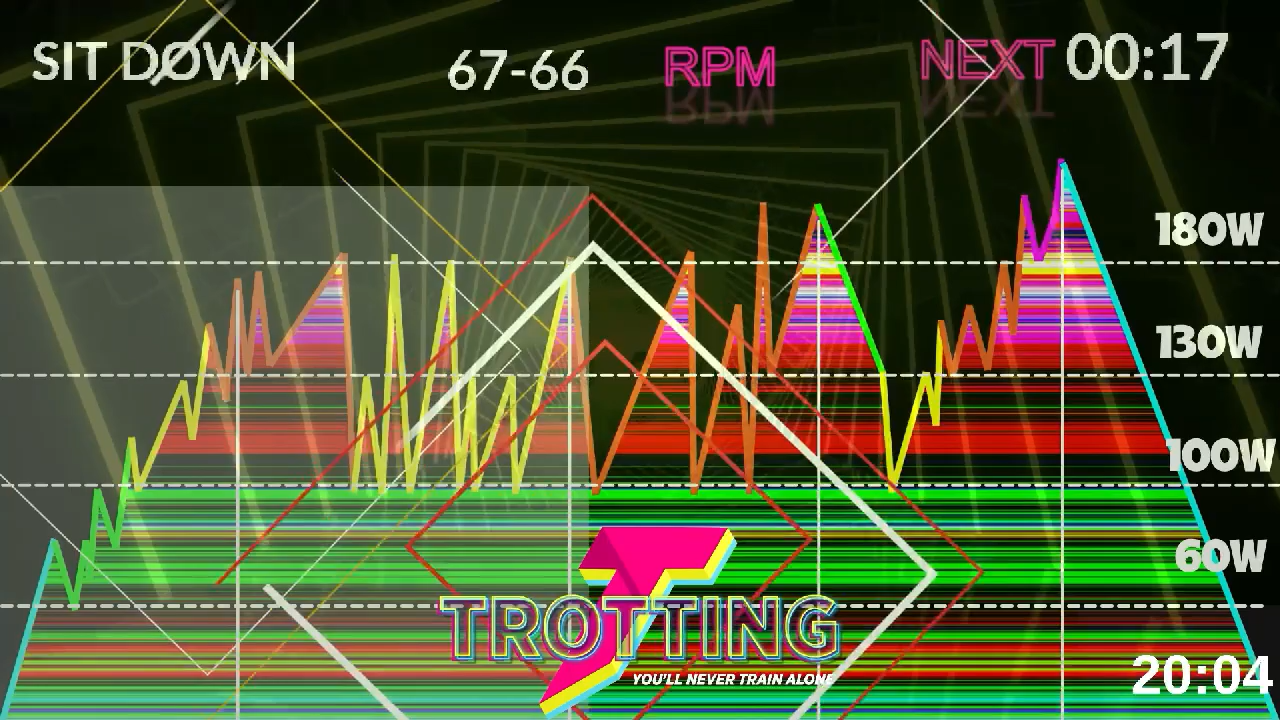 SIT DOWN
67-66
RPM
NEXT 00:17
180W
130W
100W
60W
TROTTING
YOU'LL NEVER TRAIN ALONE
20:04